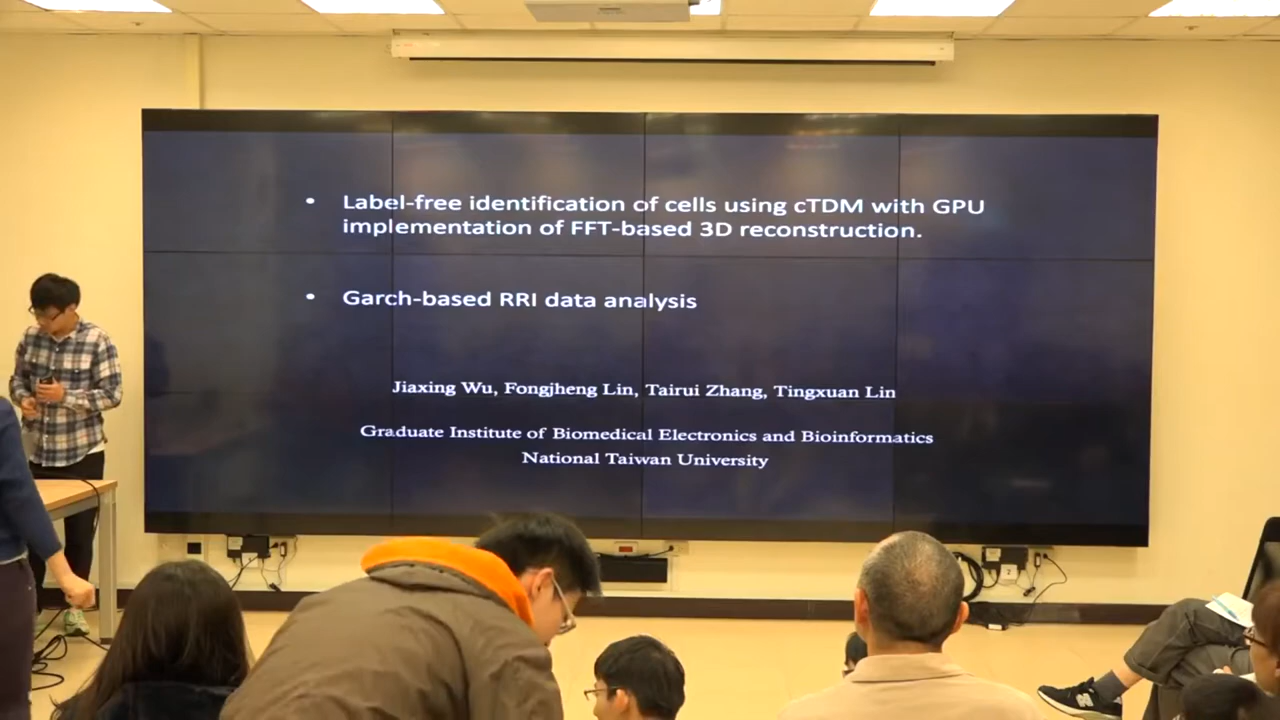 • Label-free identification of cells using cTDM with GPU
implementation of FFT-based 3D reconstruction.
• Garch-based RRI data analysis
Jiaxing Wu, Fongjheng Lin, Tairui Zhang, Tingxuan Lin
Graduate Institute of Biomedical Electronics and Bioinformatics
National Taiwan University